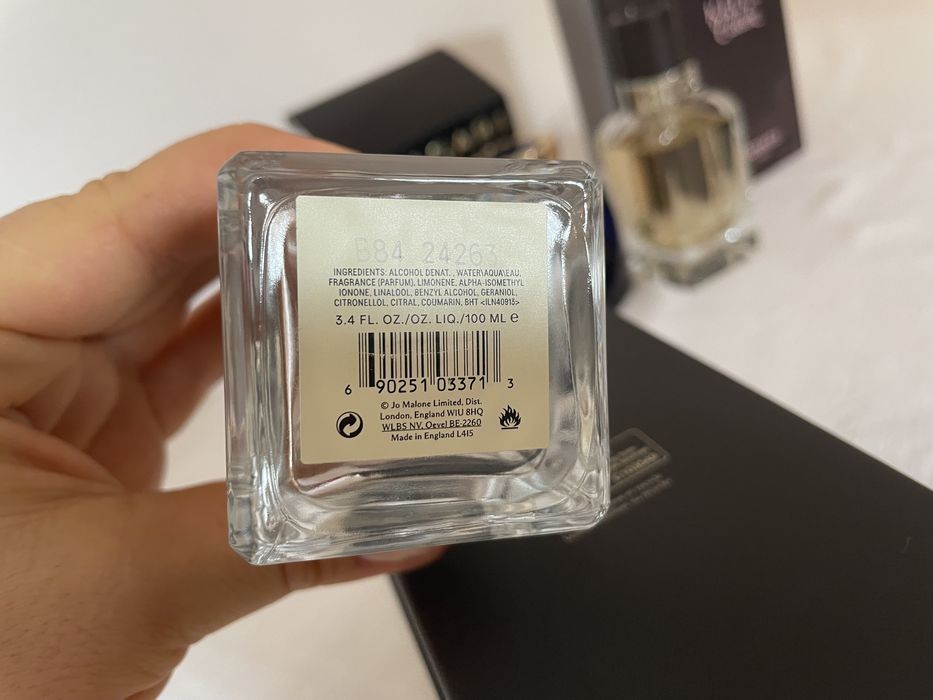 B84 24263
INGREDIENTS: ALCOHOL DENAT. , WATER\AQUA\EAU,
FRAGRANCE (PARFUM), LIMONENE, ALPHA-ISOMETHYL
IONONE, LINALOOL, BENZYL ALCOHOL, GERANIOL,
CITRONELLOL, CITRAL, COUMARIN, BHT <ILN40913>
3.4 FL. OZ./OZ. LIQ./100 ML ℮
6 90251 03371 3
© Jo Malone Limited, Dist.
London, England W1U 8HQ
WLBS NV, Oevel BE-2260
Made in England L415